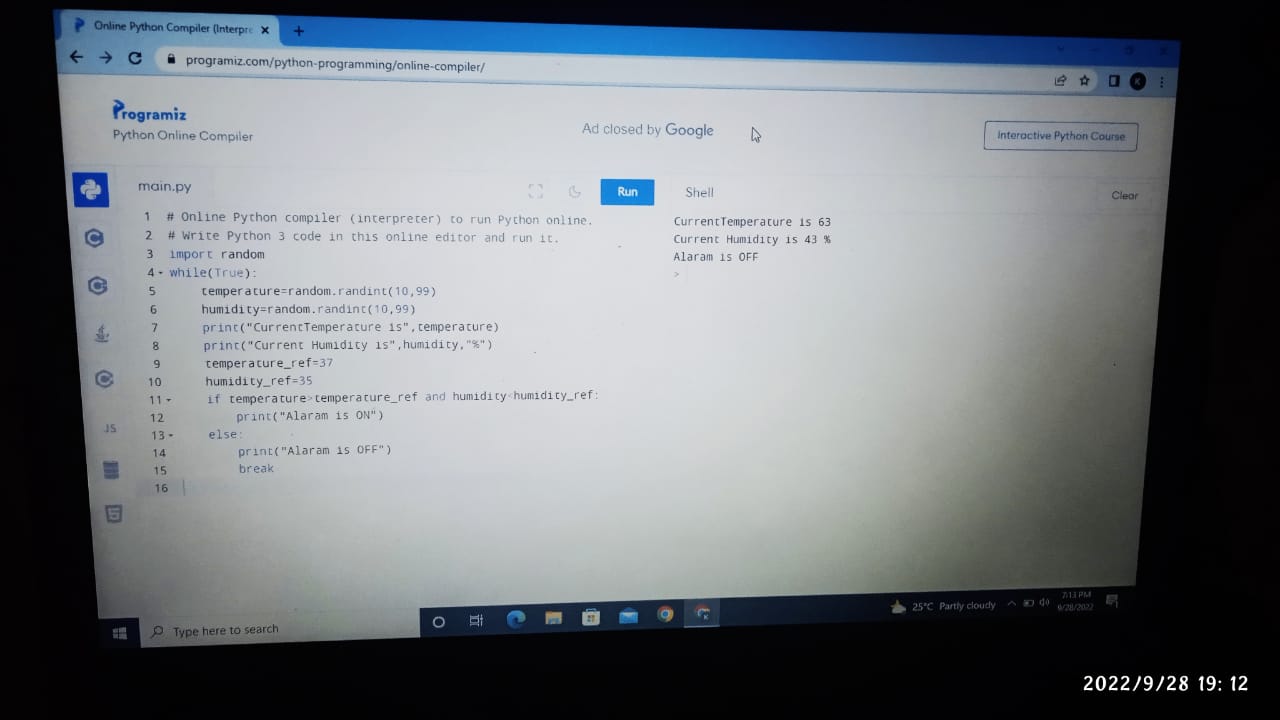 Online Python Compiler (Interpre
programiz.com/python-programming/online-compiler/
K
Programiz
Python Online Compiler
Ad closed by Google
Interactive Python Course
main.py
Run
Shell
Clear
1 # Online Python compiler (interpreter) to run Python online.
2 # Write Python 3 code in this online editor and run it.
3 import random
4 while(True):
5 temperature=random.randint(10,99)
6 humidity=random.randint(10,99)
7 print("CurrentTemperature is",temperature)
8 print("Current Humidity is",humidity,"%")
9 temperature_ref=37
10 humidity_ref=35
11 if temperature>temperature_ref and humidity<humidity_ref:
12 print("Alaram is ON")
13 else:
14 print("Alaram is OFF")
15 break
16
CurrentTemperature is 63
Current Humidity is 43 %
Alaram is OFF
>
JS
Type here to search
25°C Partly cloudy
7:13 PM
9/28/2022
2022/9/28 19:12